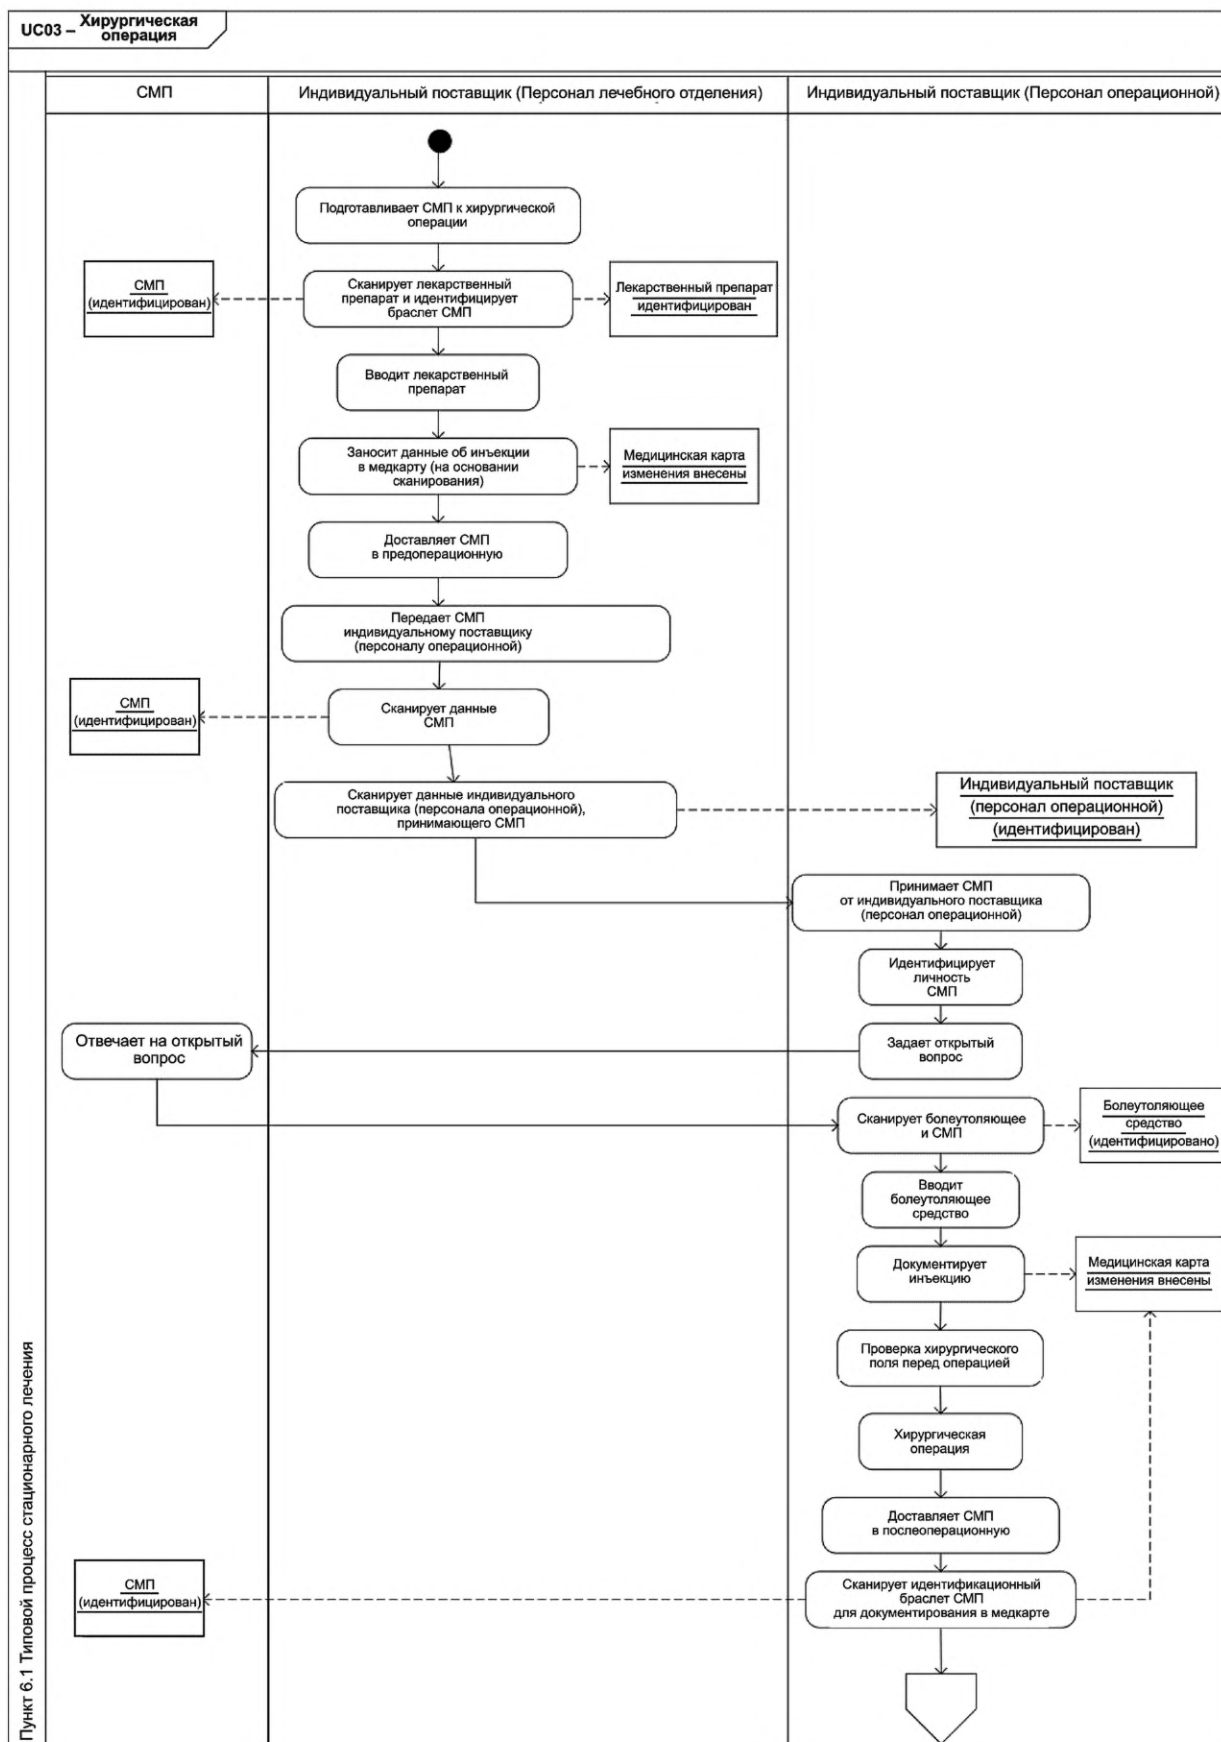 UC03 – Хирургическая
операция
СМП
Индивидуальный поставщик (Персонал лечебного отделения)
Индивидуальный поставщик (Персонал операционной)
Подготавливает СМП к хирургической
операции
СМП
(идентифицирован)
Сканирует лекарственный
препарат и идентифицирует
браслет СМП
Лекарственный препарат
идентифицирован
Вводит лекарственный
препарат
Заносит данные об инъекции
в медкарту (на основании
сканирования)
Медицинская карта
изменения внесены
Доставляет СМП
в предоперационную
Передает СМП
индивидуальному поставщику
(персоналу операционной)
СМП
(идентифицирован)
Сканирует данные
СМП
Сканирует данные индивидуального
поставщика (персонала операционной),
принимающего СМП
Индивидуальный поставщик
(персонал операционной)
(идентифицирован)
Принимает СМП
от индивидуального поставщика
(персонал операционной)
Идентифицирует
личность
СМП
Отвечает на открытый
вопрос
Задает открытый
вопрос
Сканирует болеутоляющее
и СМП
Болеутоляющее
средство
(идентифицировано)
Вводит
болеутоляющее
средство
Документирует
инъекцию
Медицинская карта
изменения внесены
Проверка хирургического
поля перед операцией
Хирургическая
операция
Доставляет СМП
в послеоперационную
СМП
(идентифицирован)
Сканирует идентификационный
браслет СМП
для документирования в медкарте
Пункт 6.1 Типовой процесс стационарного лечения